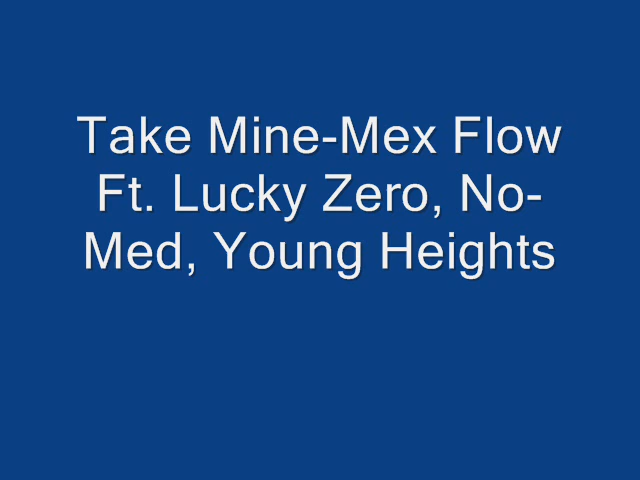 Take Mine-Mex Flow
Ft. Lucky Zero, No-
Med, Young Heights